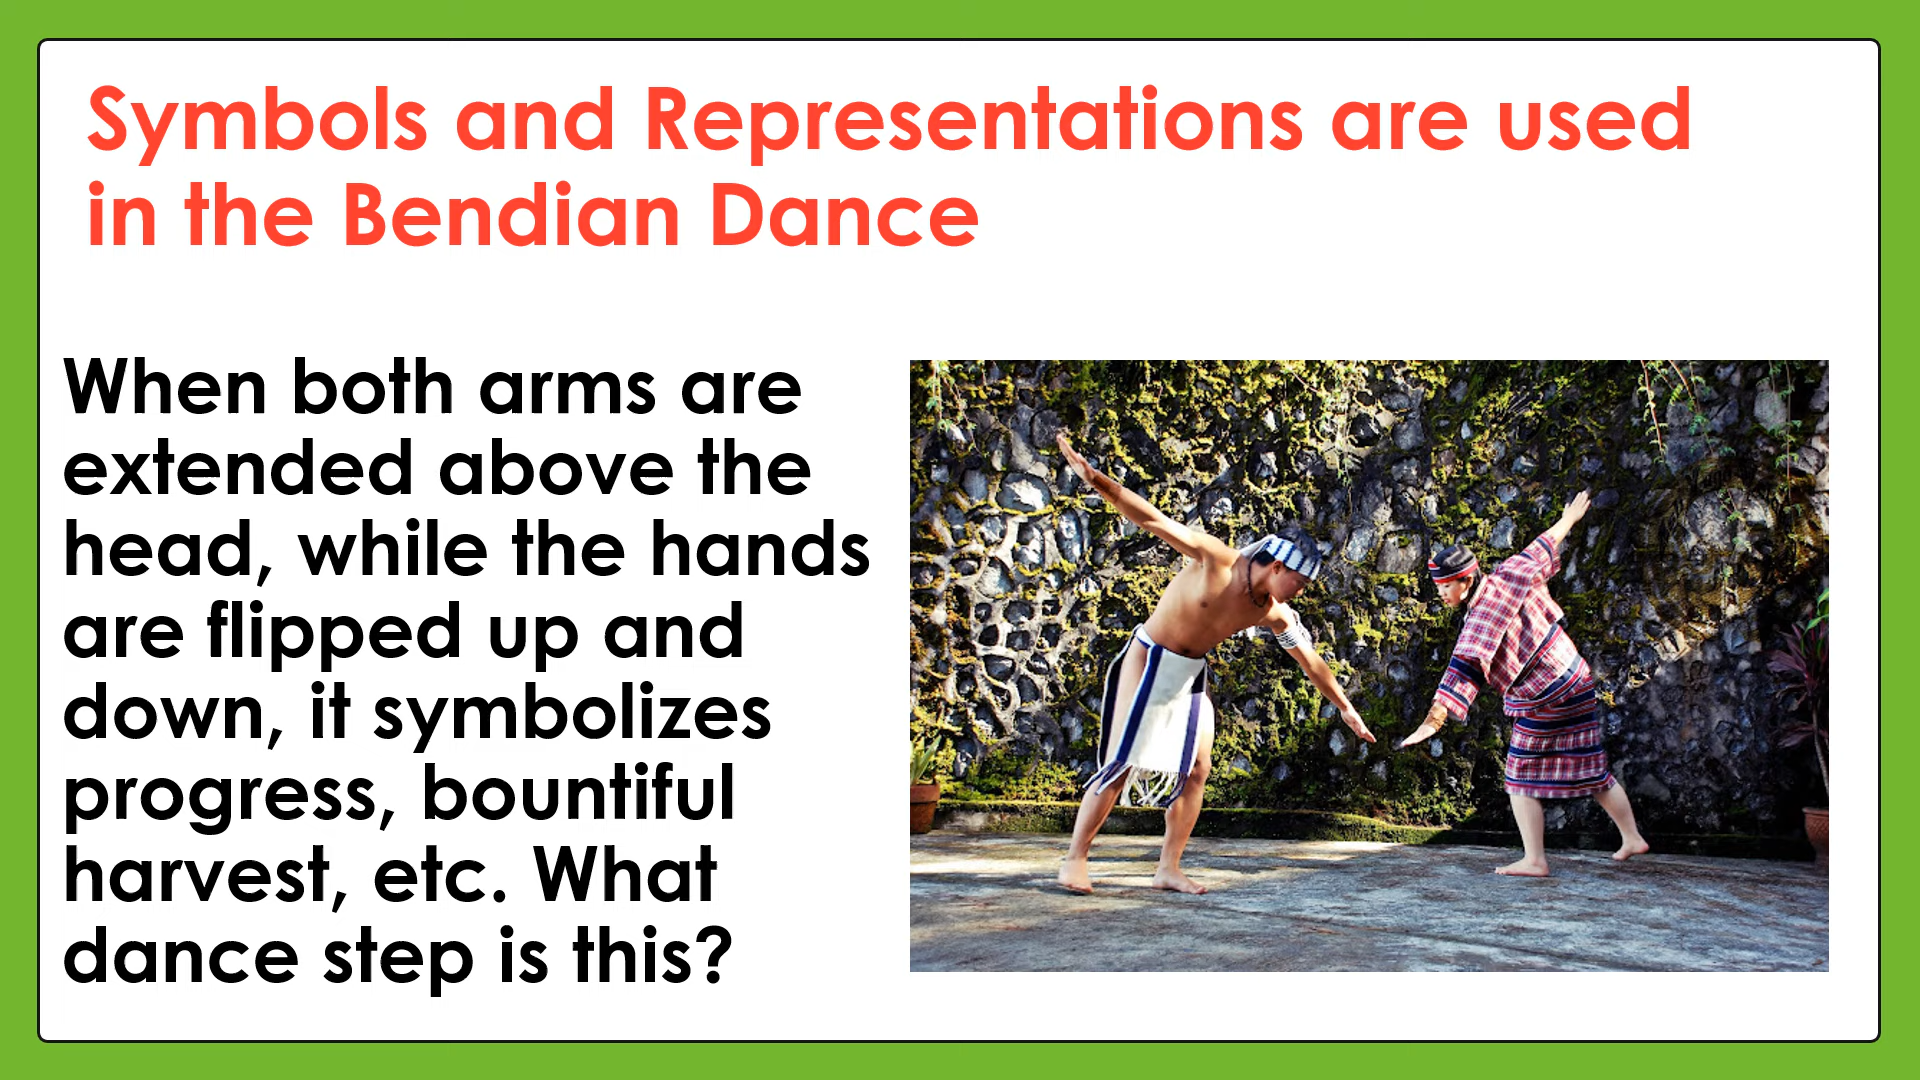 Symbols and Representations are used
in the Bendian Dance
When both arms are
extended above the
head, while the hands
are flipped up and
down, it symbolizes
progress, bountiful
harvest, etc. What
dance step is this?